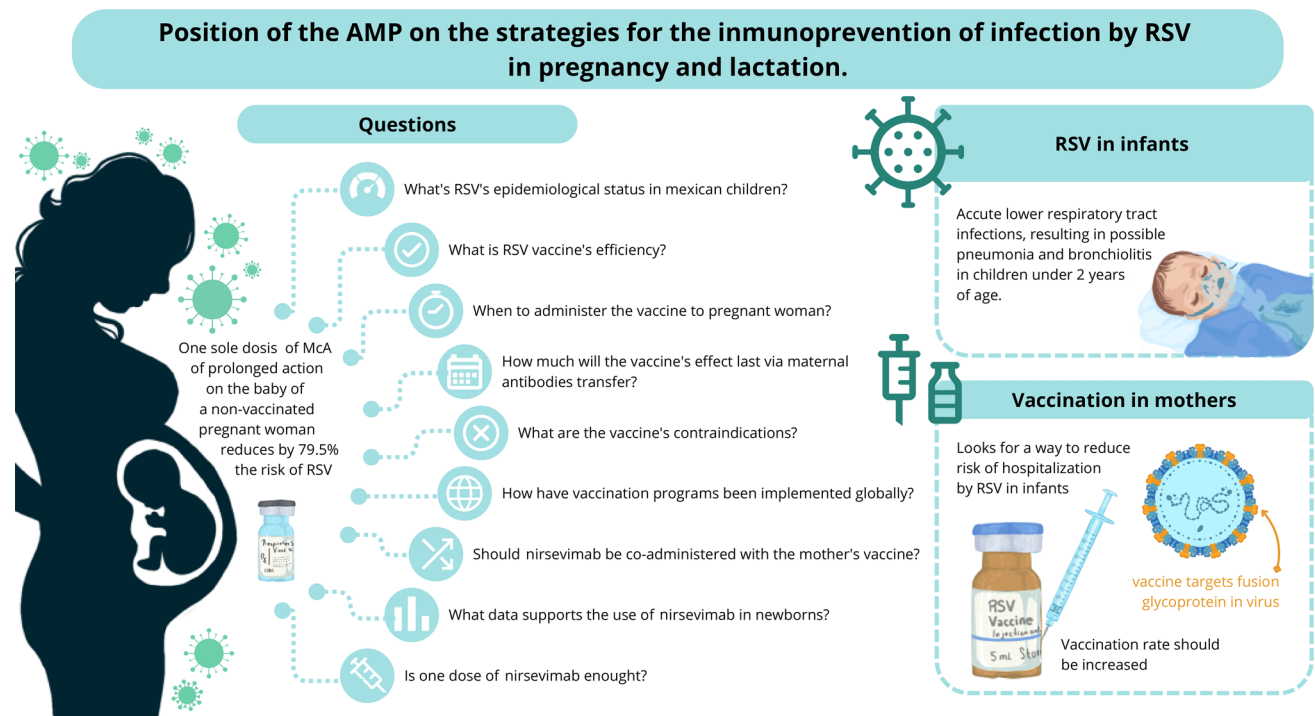 Position of the AMP on the strategies for the inmunoprevention of infection by RSV
in pregnancy and lactation.
Questions
What's RSV's epidemiological status in mexican children?
What is RSV vaccine's efficiency?
When to administer the vaccine to pregnant woman?
How much will the vaccine's effect last via maternal
antibodies transfer?
What are the vaccine's contraindications?
How have vaccination programs been implemented globally?
Should nirsevimab be co-administered with the mother's vaccine?
What data supports the use of nirsevimab in newborns?
Is one dose of nirsevimab enought?
One sole dosis of McA
of prolonged action
on the baby of
a non-vaccinated
pregnant woman
reduces by 79.5%
the risk of RSV
RSV in infants
Accute lower respiratory tract
infections, resulting in possible
pneumonia and bronchiolitis
in children under 2 years
of age.
Vaccination in mothers
Looks for a way to reduce
risk of hospitalization
by RSV in infants
vaccine targets fusion
glycoprotein in virus
RSV
Vaccine
Injection
5mL
Vaccination rate should
be increased